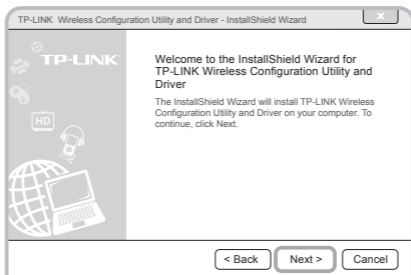 TP-LINK Wireless Configuration Utility and Driver - InstallShield Wizard
x
TP-LINK
HD
Welcome to the InstallShield Wizard for
TP-LINK Wireless Configuration Utility and
Driver
The InstallShield Wizard will install TP-LINK Wireless
Configuration Utility and Driver on your computer. To
continue, click Next.
< Back
Next >
Cancel